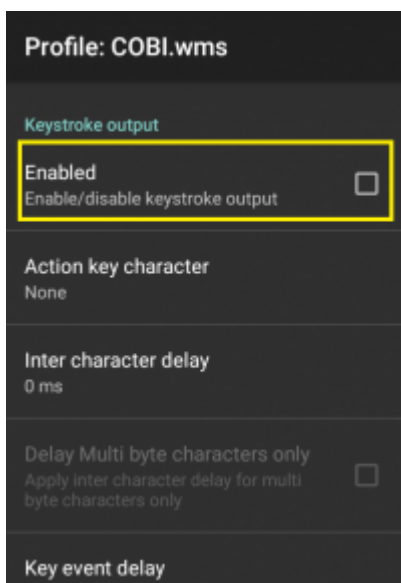 Profile: COBI.wms
Keystroke output
Enabled
Enable/disable keystroke output
Action key character
None
Inter character delay
0 ms
Delay Multi byte characters only
Apply inter character delay for multi
byte characters only
Key event delay